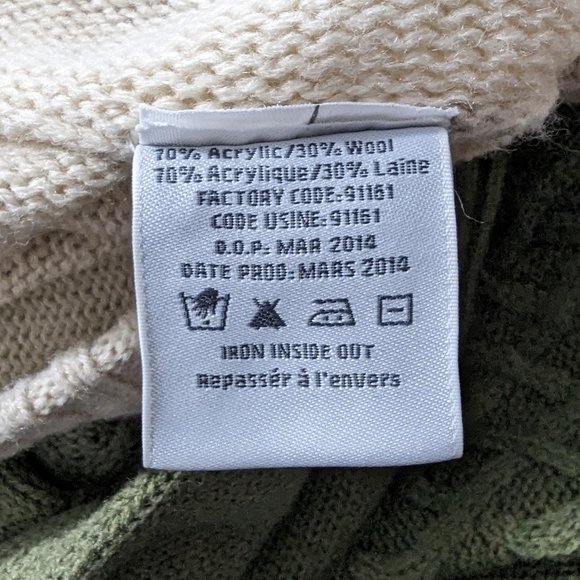 70% Acrylic/30% Wool
70% Acrylique/30% Laine
FACTORY CODE:91161
CODE USINE:91161
D.O.P: MAR 2014
DATE PROD: MARS 2014
IRON INSIDE OUT
Repassér à l'envers